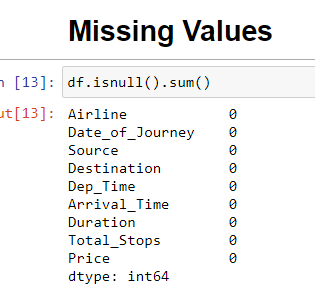 Missing Values
n [13]: df.isnull().sum()
ut[13]: Airline 0
Date_of_Journey 0
Source 0
Destination 0
Dep_Time 0
Arrival_Time 0
Duration 0
Total_Stops 0
Price 0
dtype: int64